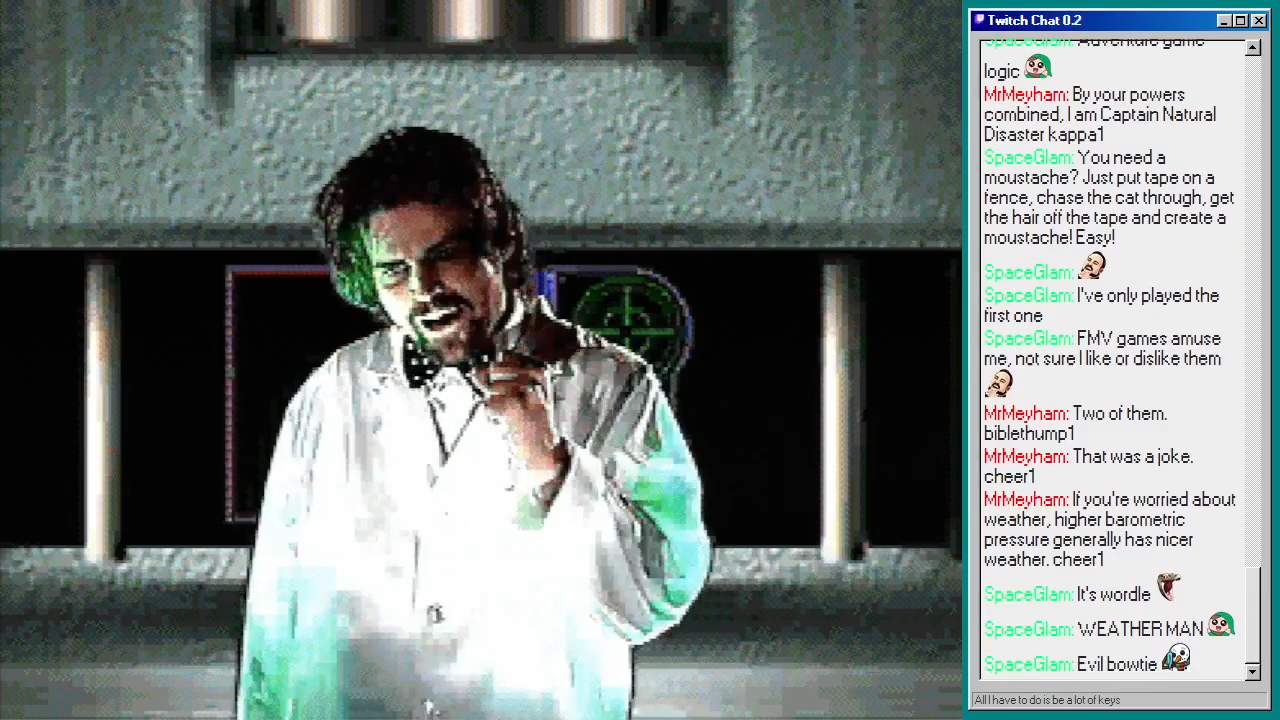 Twitch Chat 0.2
SpaceGlam: Adventure game
logic
MrMeyham: By your powers
combined, I am Captain Natural
Disaster kappa1
SpaceGlam: You need a
moustache? Just put tape on a
fence, chase the cat through, get
the hair off the tape and create a
moustache! Easy!
SpaceGlam:
SpaceGlam: I've only played the
first one
SpaceGlam: FMV games amuse
me, not sure I like or dislike them
MrMeyham: Two of them.
biblethump1
MrMeyham: That was a joke.
cheer1
MrMeyham: If you're worried about
weather, higher barometric
pressure generally has nicer
weather. cheer1
SpaceGlam: It's wordle
SpaceGlam: WEATHER MAN
SpaceGlam: Evil bowtie
All I have to do is be a lot of keys